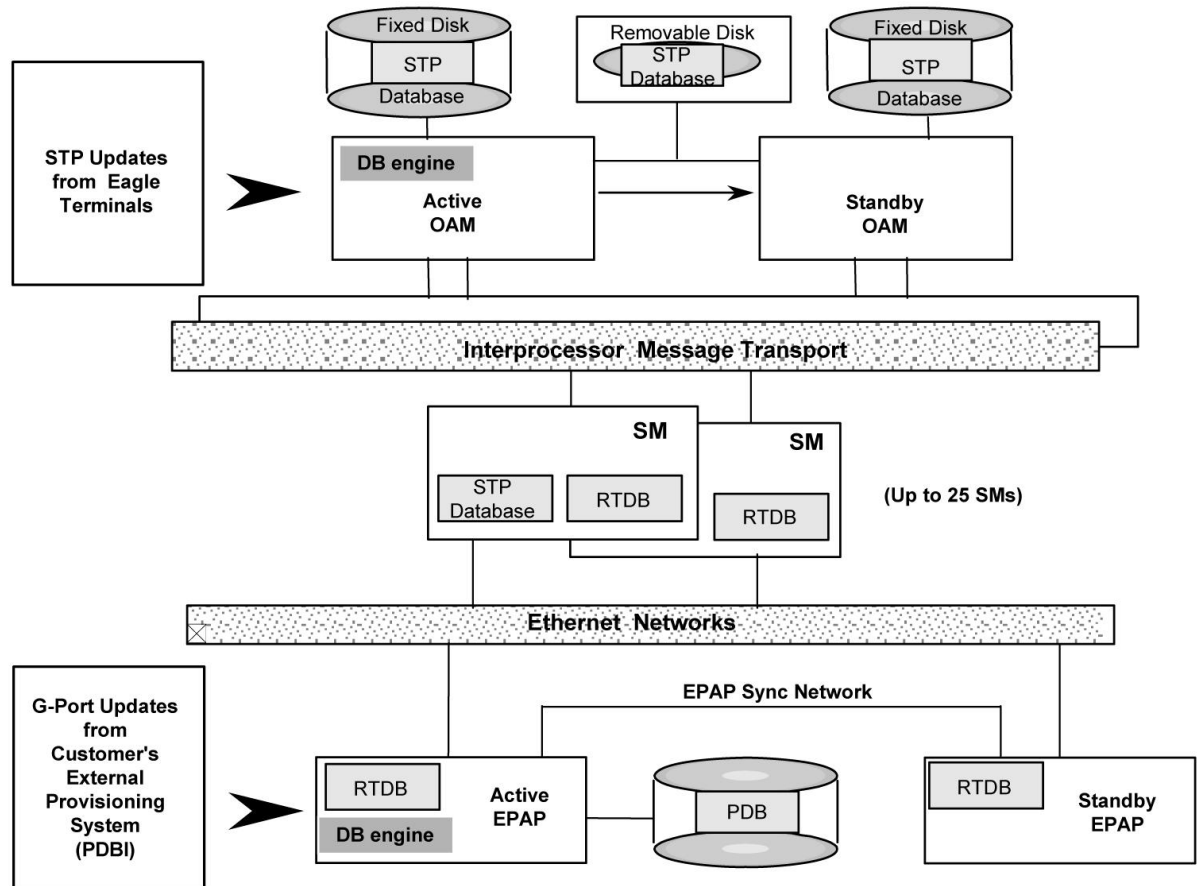 Fixed Disk
STP
Database
Removable Disk
STP
Database
Fixed Disk
STP
Database
STP Updates
from Eagle
Terminals
DB engine
Active
OAM
Standby
OAM
Interprocessor Message Transport
SM
STP
Database
RTDB
SM
RTDB
(Up to 25 SMs)
Ethernet Networks
G-Port Updates
from
Customer's
External
Provisioning
System
(PDBI)
EPAP Sync Network
RTDB
DB engine
Active
EPAP
PDB
RTDB
Standby
EPAP